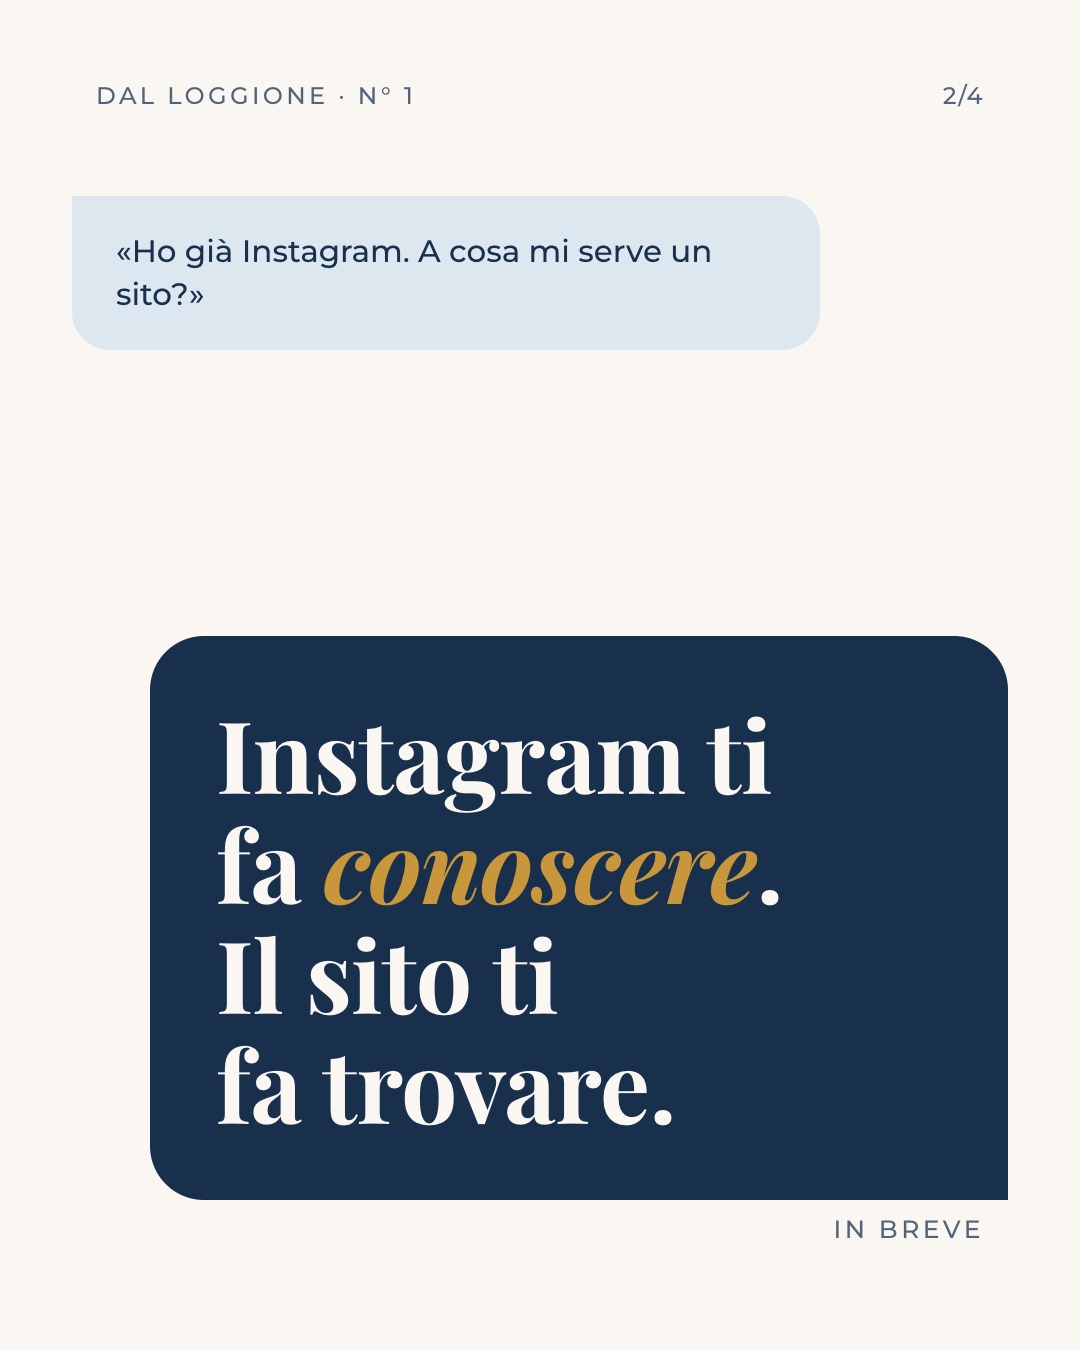 DAL LOGGIONE · N° 1
2/4
«Ho già Instagram. A cosa mi serve un
sito?»
Instagram ti
fa conoscere.
Il sito ti
fa trovare.
IN BREVE